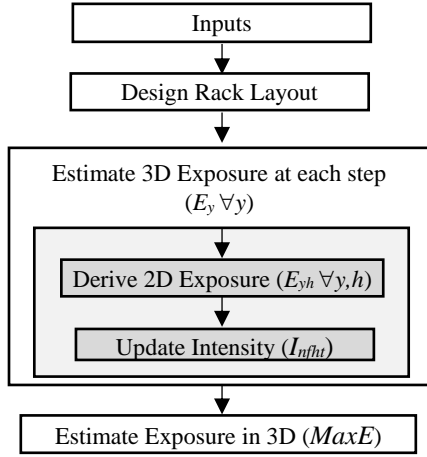 Inputs
Design Rack Layout
Estimate 3D Exposure at each step
(E_y ∀y)
Derive 2D Exposure (E_yh ∀y,h)
Update Intensity (I_nfht)
Estimate Exposure in 3D (MaxE)